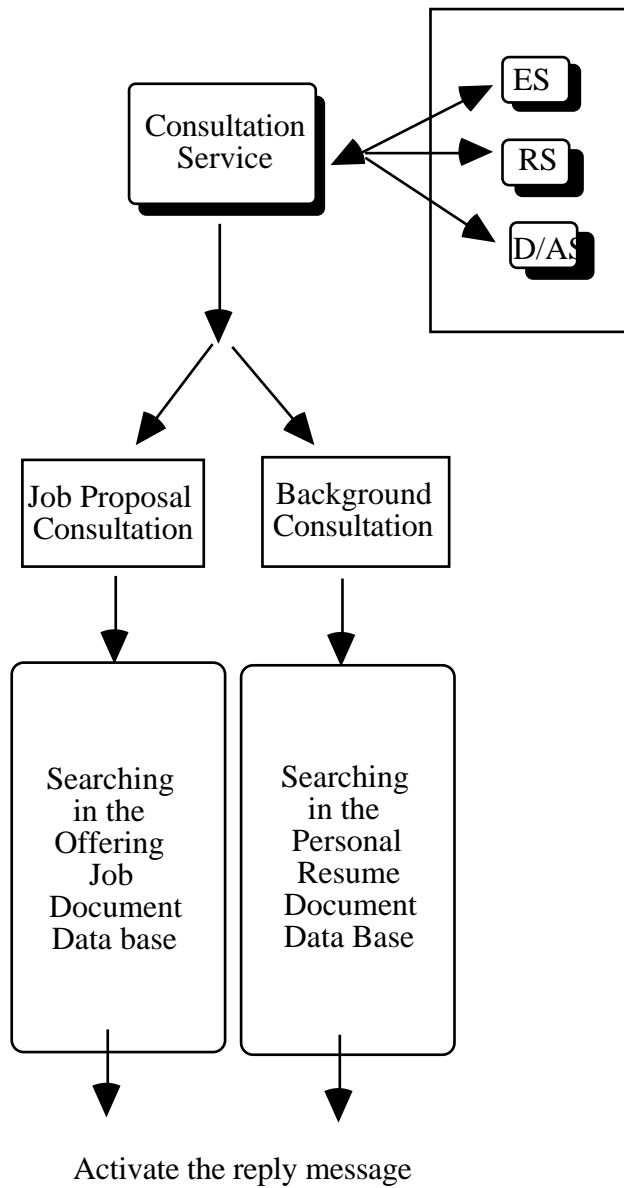 ES
Consultation
Service
RS
D/AS
Job Proposal
Consultation
Background
Consultation
Searching
in the
Offering
Job
Document
Data base
Searching
in the
Personal
Resume
Document
Data Base
Activate the reply message